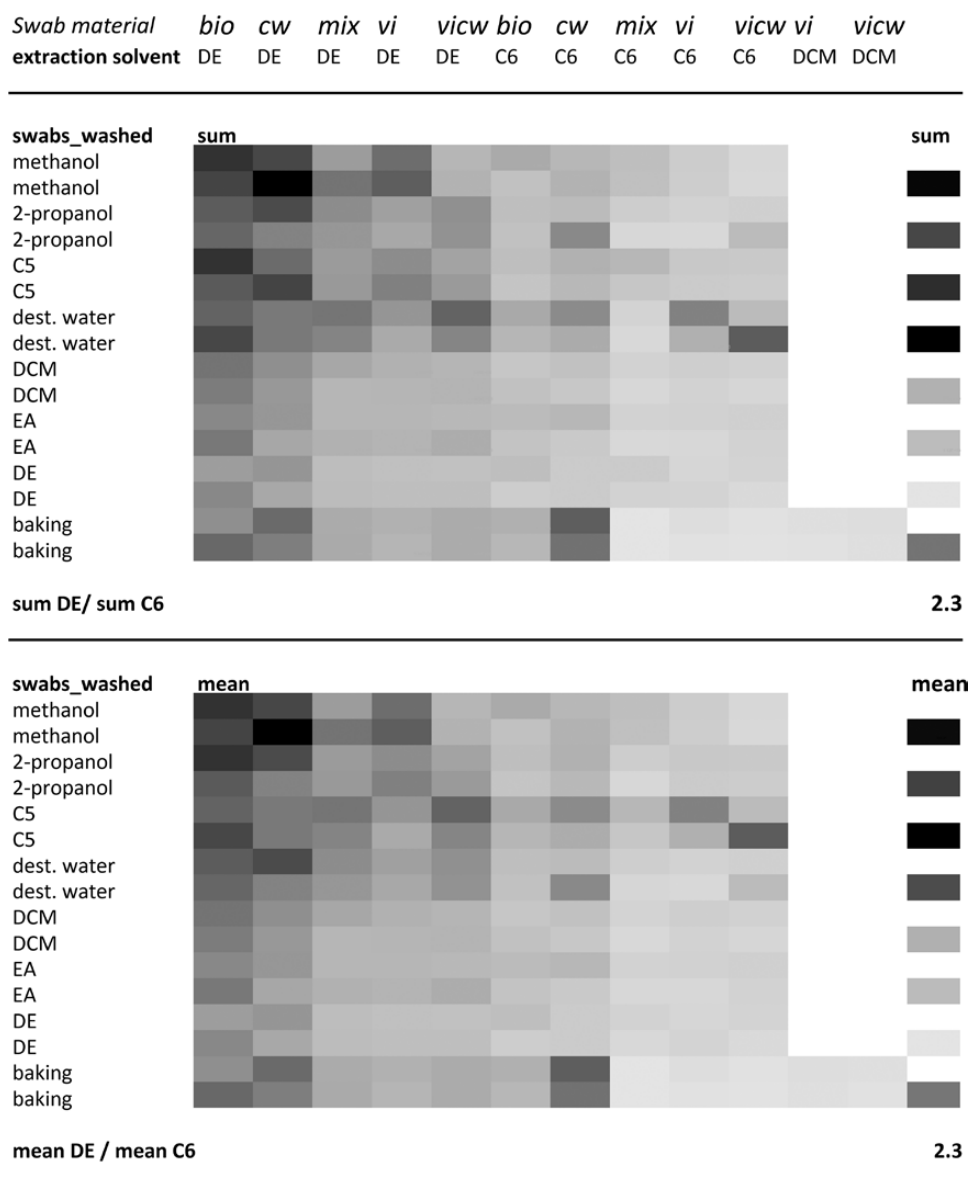 Swab material bio cw mix vi vicw bio cw mix vi vicw vi vicw
extraction solvent DE DE DE DE DE C6 C6 C6 C6 C6 DCM DCM
swabs_washed sum sum
methanol
methanol
2-propanol
2-propanol
C5
C5
dest. water
dest. water
DCM
DCM
EA
EA
DE
DE
baking
baking
sum DE/ sum C6 2.3
swabs_washed mean mean
methanol
methanol
2-propanol
2-propanol
C5
C5
dest. water
dest. water
DCM
DCM
EA
EA
DE
DE
baking
baking
mean DE / mean C6 2.3